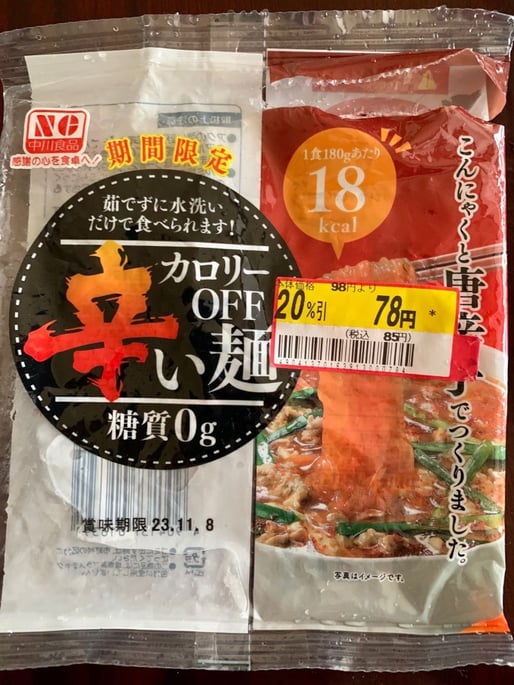 NC
中川食品
感謝の心を食卓へ!
期間限定
茹でずに水洗い
だけで食べられます!
カロリー
OFF
辛い麺
糖質0g
賞味期限 23.11. 8
1食180gあたり
18
kcal
こんにゃくと唐辛子でつくりました。
本体価格 98円より
20%引 78円*
(税込 85円)
写真はイメージです。